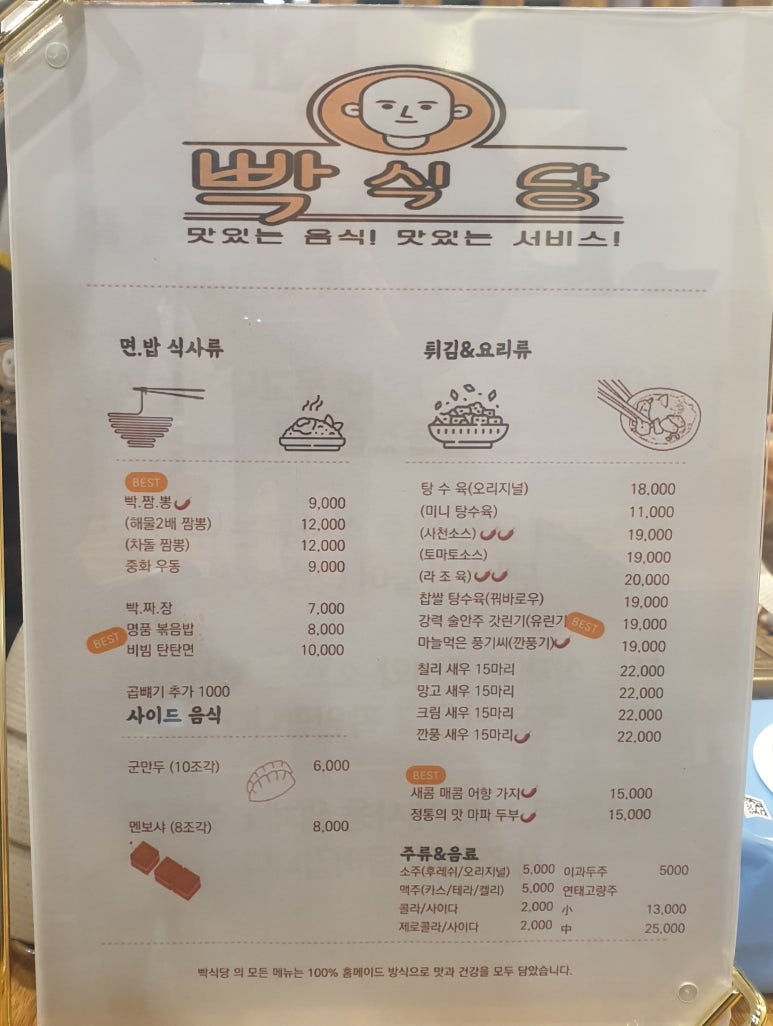 빡식당
맛있는 음식! 맛있는 서비스!
면.밥 식사류
BEST
빡.짬.뽕 9,000
(해물2배 짬뽕) 12,000
(차돌 짬뽕) 12,000
중화 우동 9,000
빡.짜.장 7,000
명품 볶음밥 8,000
BEST
비빔 탄탄면 10,000
곱빼기 추가 1000
사이드 음식
군만두 (10조각) 6,000
멘보샤 (8조각) 8,000
튀김&요리류
탕 수 육(오리지널) 18,000
(미니 탕수육) 11,000
(사천소스) 19,000
(토마토소스) 19,000
(라 조 육) 20,000
찹쌀 탕수육(꿔바로우) 19,000
강력 술안주 갓린기(유린기 BEST 19,000
마늘먹은 풍기씨(깐풍기) 19,000
칠리 새우 15마리 22,000
망고 새우 15마리 22,000
크림 새우 15마리 22,000
깐풍 새우 15마리 22,000
BEST
새콤 매콤 어향 가지 15,000
정통의 맛 마파 두부 15,000
주류&음료
소주(후레쉬/오리지널) 5,000 이과두주 5000
맥주(카스/테라/켈리) 5,000 연태고량주
콜라/사이다 2,000 小 13,000
제로콜라/사이다 2,000 中 25,000
빡식당 의 모든 메뉴는 100% 홈메이드 방식으로 맛과 건강을 모두 담았습니다.